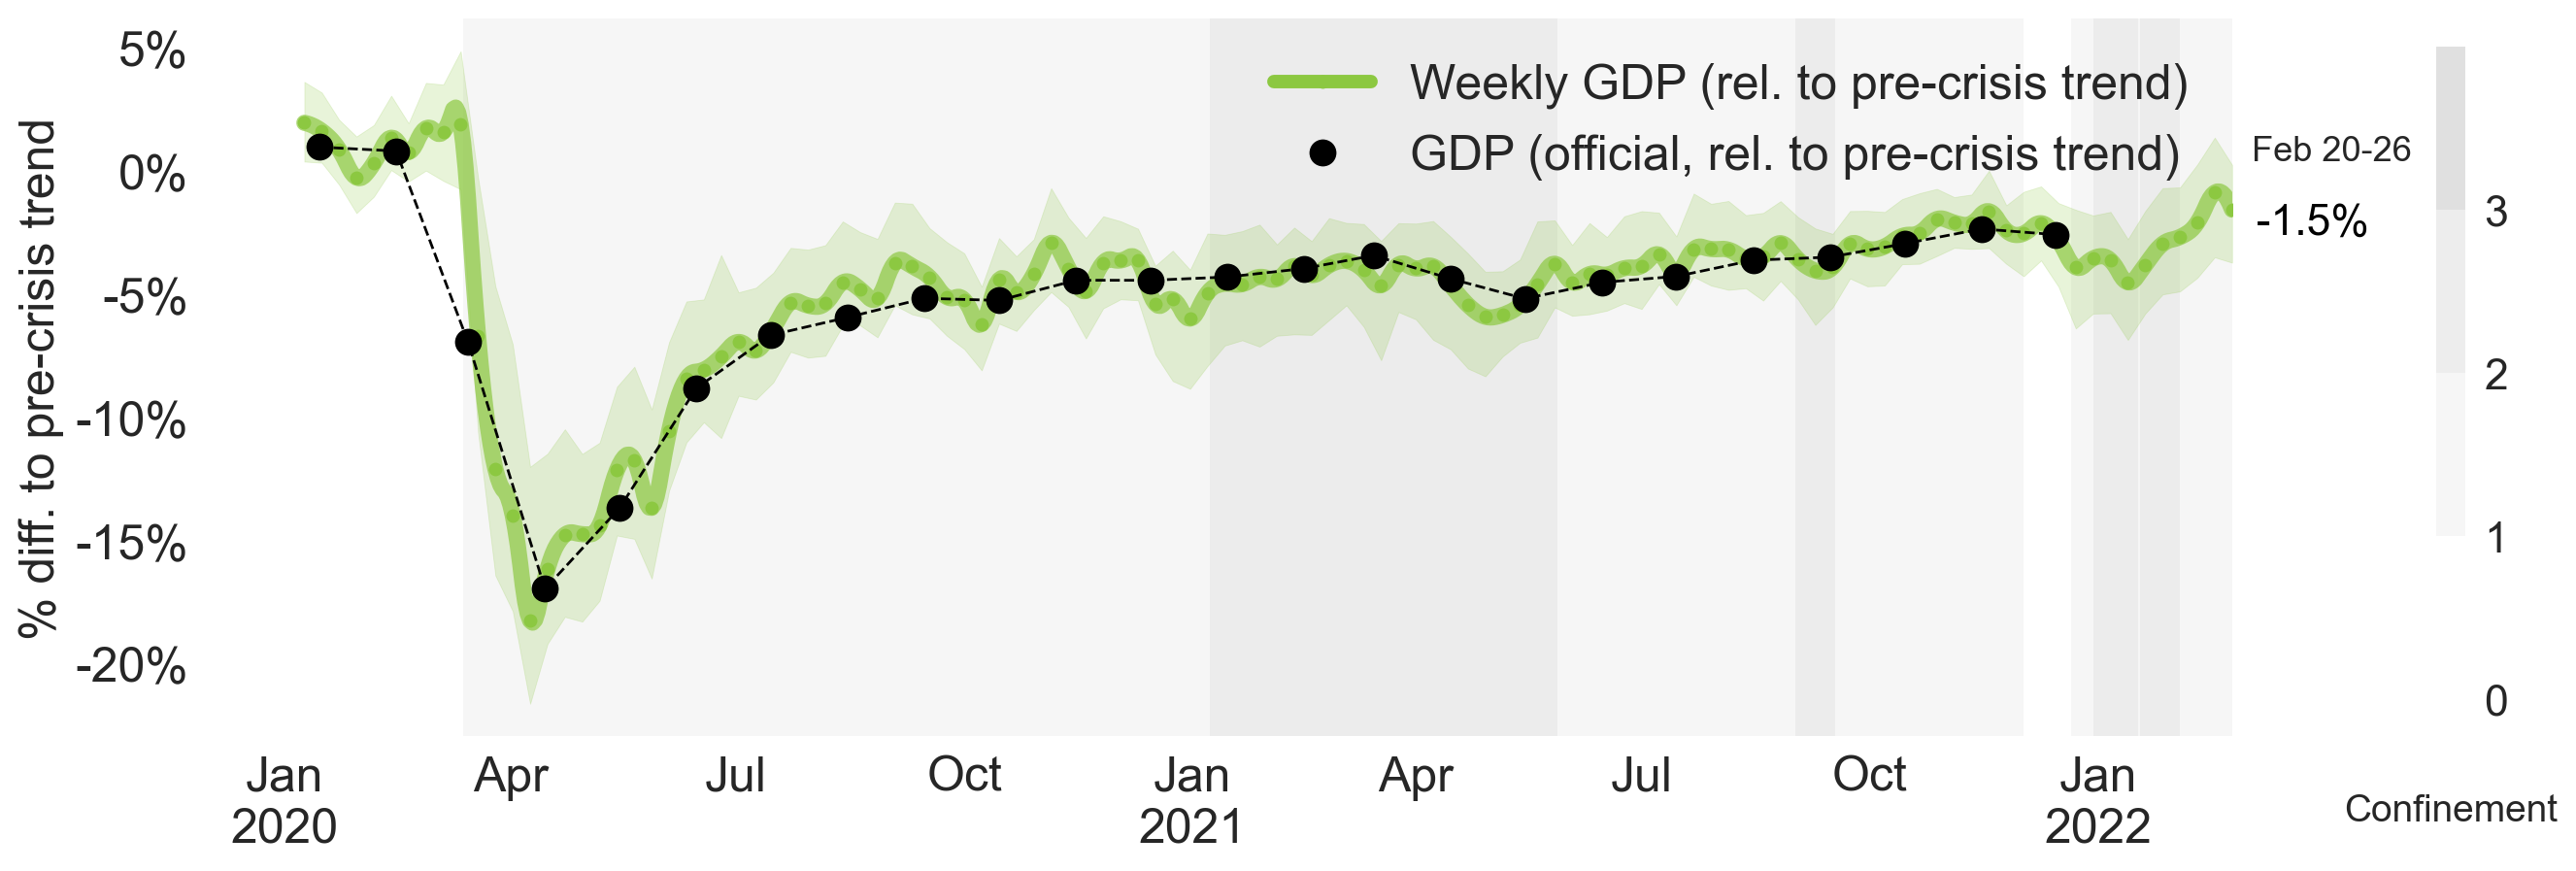 % diff. to pre-crisis trend
5%
0%
-5%
-10%
-15%
-20%
Weekly GDP (rel. to pre-crisis trend)
GDP (official, rel. to pre-crisis trend)
Feb 20-26
-1.5%
3
2
1
0
Confinement
Jan Apr Jul Oct Jan Apr Jul Oct Jan
2020 2021 2022